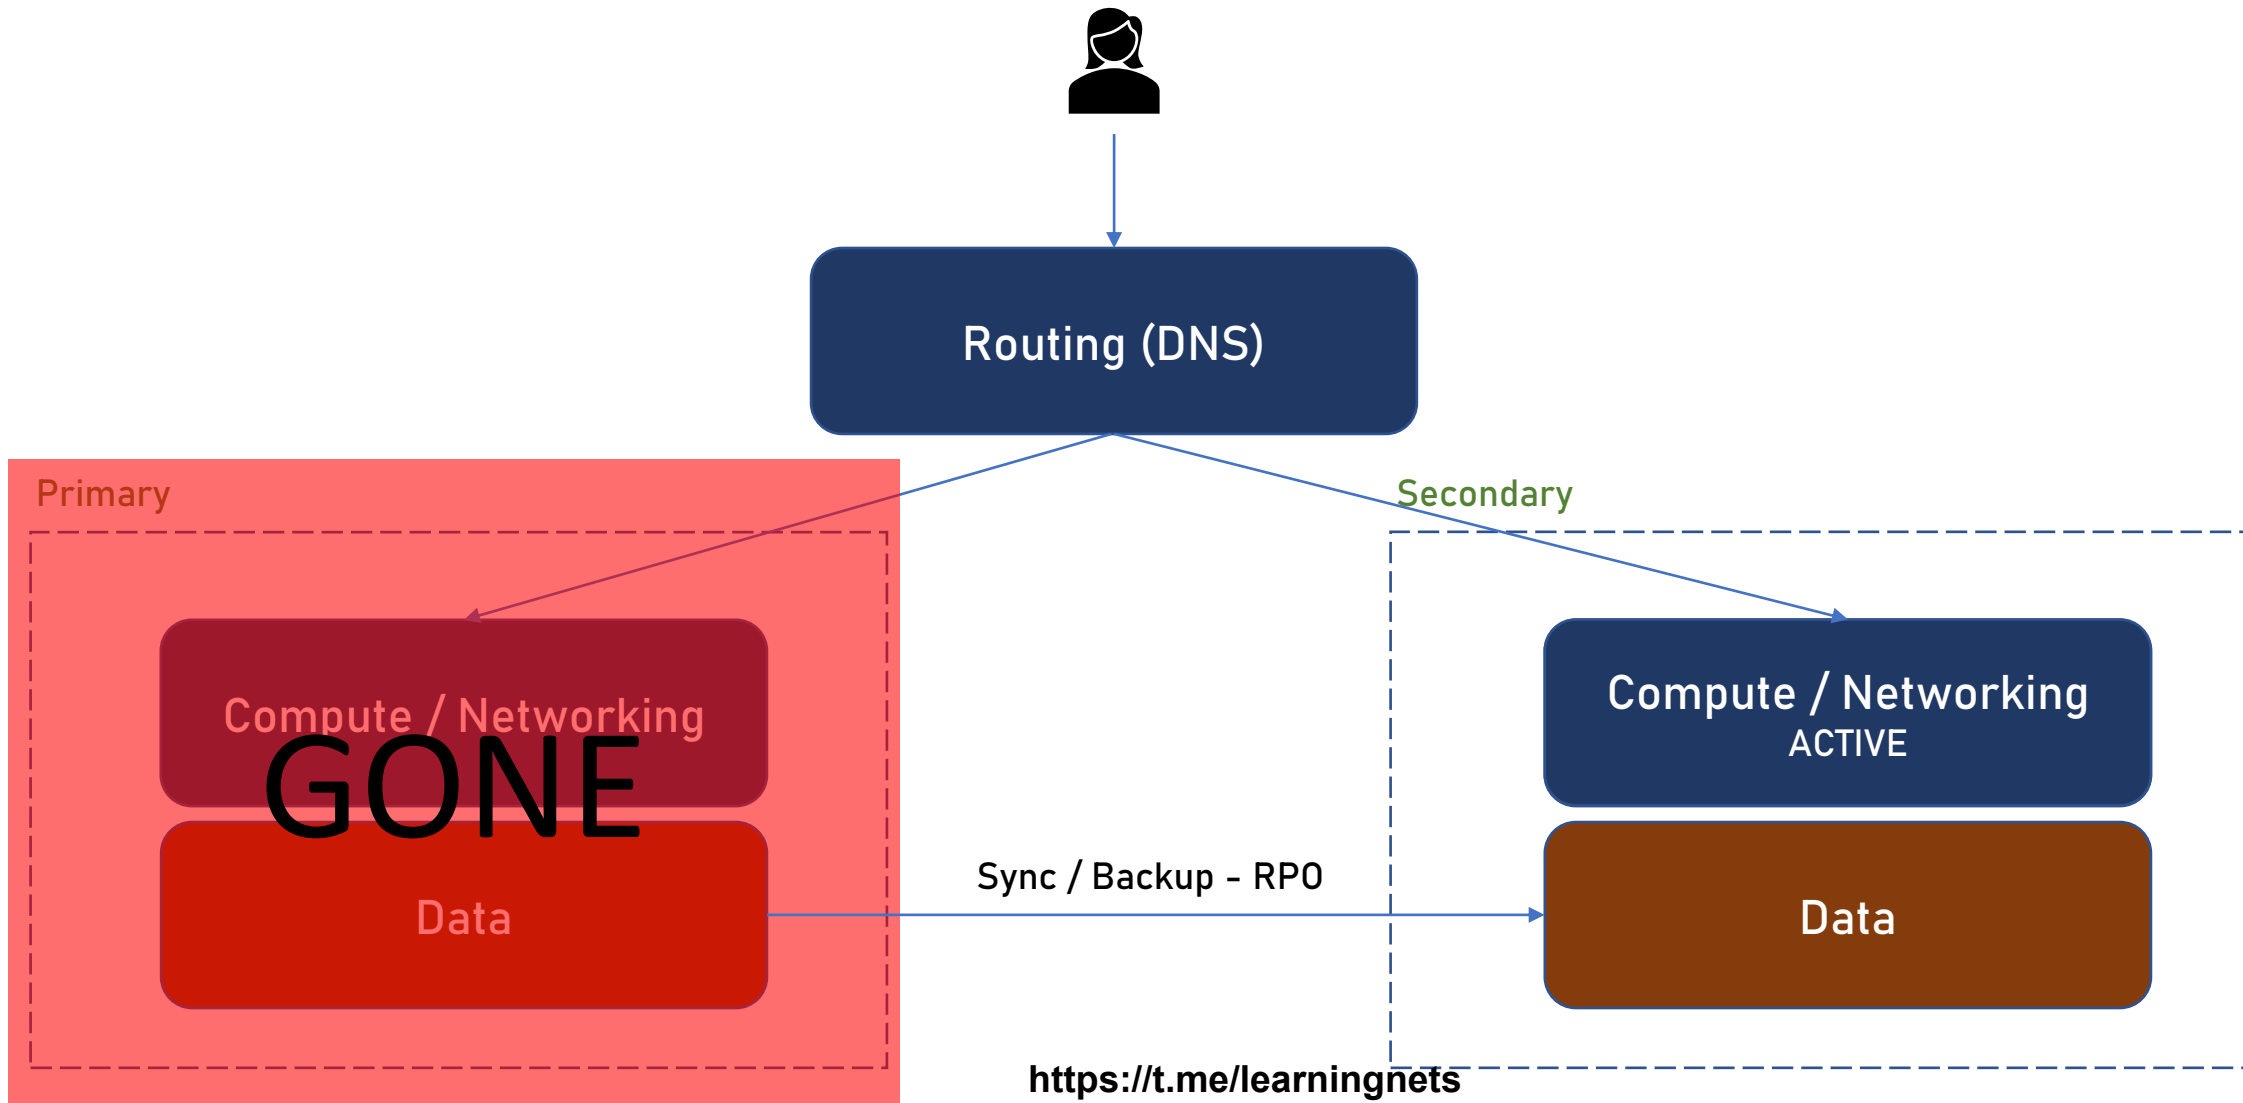 Routing (DNS)
Primary
Secondary
Compute / Networking
GONE
Data
Compute / Networking
ACTIVE
Sync / Backup - RPO
Data
https://t.me/learningnets